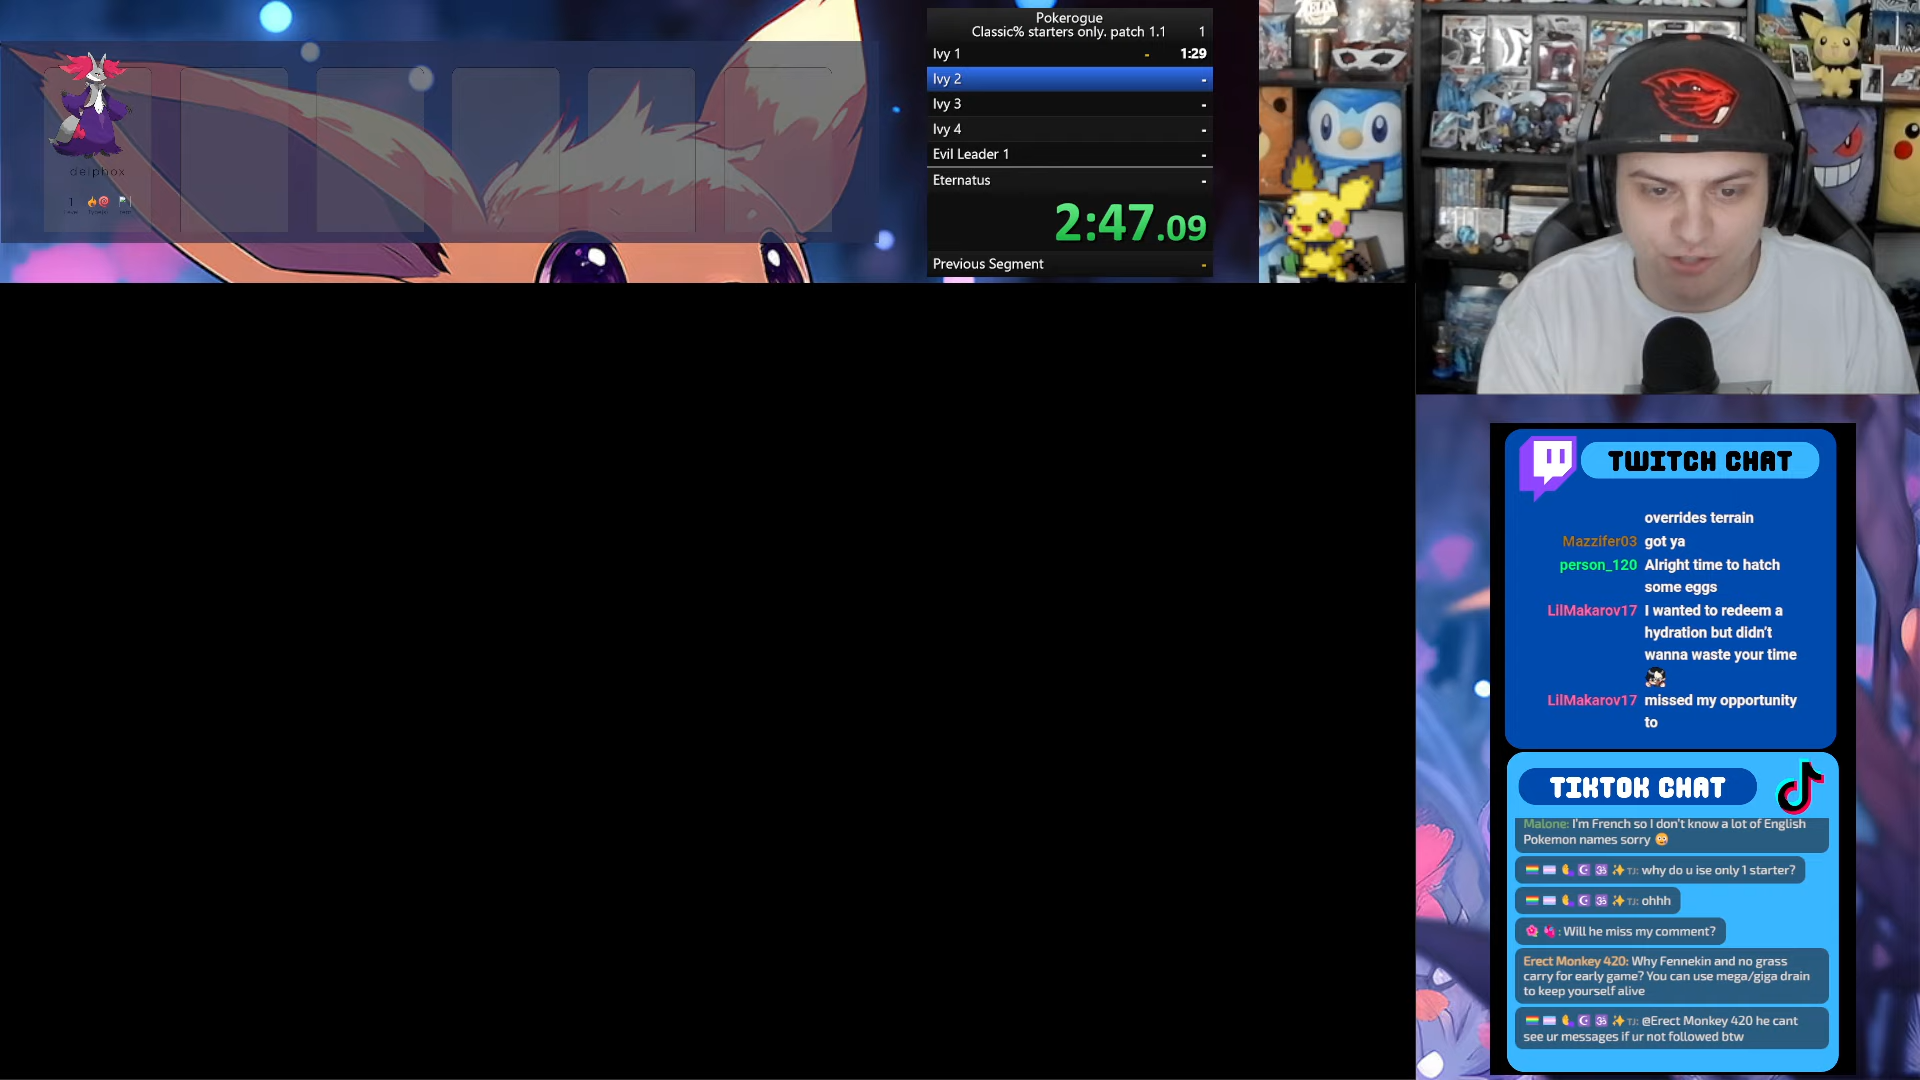 delphox
1
Pokerogue
Classic% starters only. patch 1.1 1
Ivy 1 - 1:29
Ivy 2 -
Ivy 3 -
Ivy 4 -
Evil Leader 1 -
Eternatus -
2:47.09
Previous Segment -
TWITCH CHAT
overrides terrain
Mazzifer03 got ya
person_120 Alright time to hatch
some eggs
LilMakarov17 I wanted to redeem a
hydration but didn't
wanna waste your time
LilMakarov17 missed my opportunity
to
TIKTOK CHAT
Malone: I'm French so I don't know a lot of English
Pokemon names sorry 😳
TJ: why do u ise only 1 starter?
TJ: ohhh
: Will he miss my comment?
Erect Monkey 420: Why Fennekin and no grass
carry for early game? You can use mega/giga drain
to keep yourself alive
TJ: @Erect Monkey 420 he cant
see ur messages if ur not followed btw